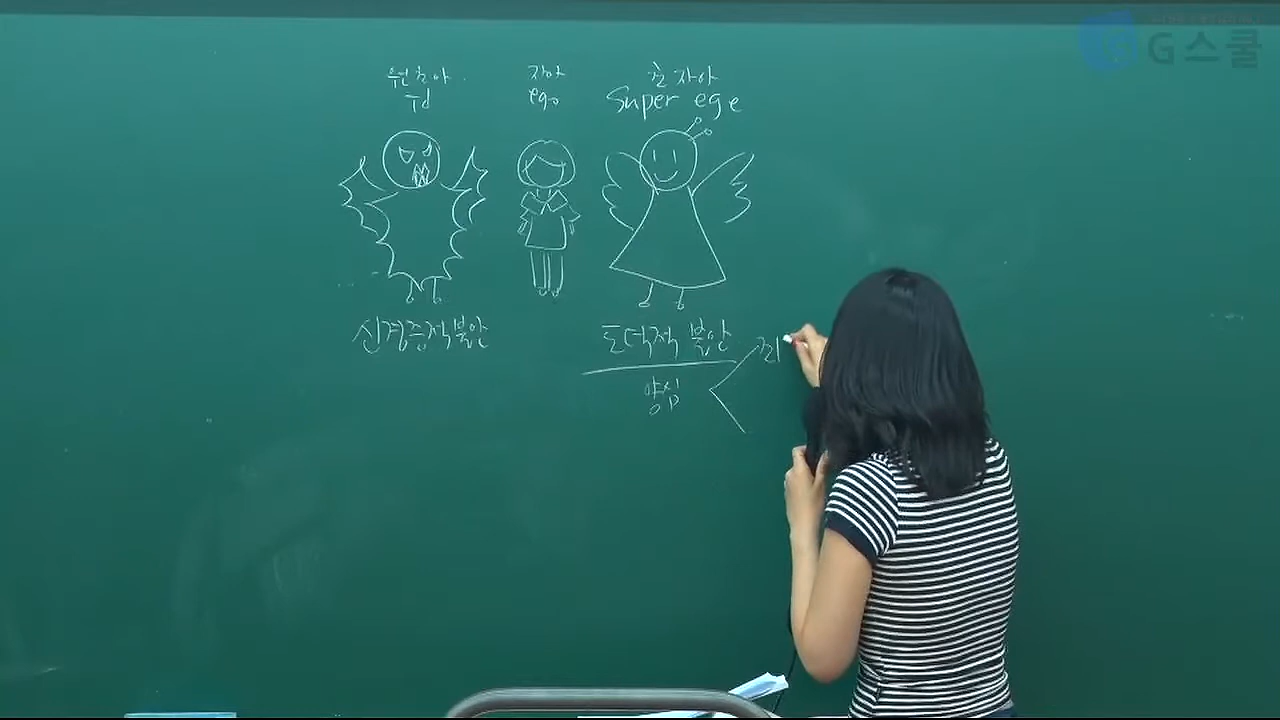 원초아 자아 초자아
Id ego Super ege
신경증적불안 도덕적 불안
양심 죄
G스쿨